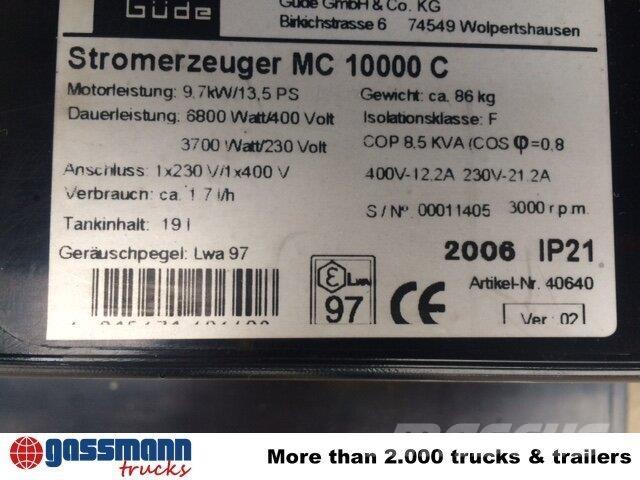 Güde
Güde GmbH & Co. KG
Birkichstrasse 6 74549 Wolpertshausen
Stromerzeuger MC 10000 C
Motorleistung: 9,7kW/13,5 PS
Gewicht: ca. 86 kg
Dauerleistung: 6800 Watt/400 Volt
Isolationsklasse: F
3700 Watt/230 Volt
COP 8.5 KVA (COS φ=0,8
Anschluss: 1x230 V/1x400 V
400V-12.2A 230V-21.2A
Verbrauch: ca. 1.7 l/h
S/N° 00011405 3000 r.p.m.
Tankinhalt: 19 l
Geräuschpegel: Lwa 97
2006 IP21
Artikel-Nr. 40640
Lwa
97
CE
Ver.: 02
gassmann
trucks
More than 2.000 trucks & trailers